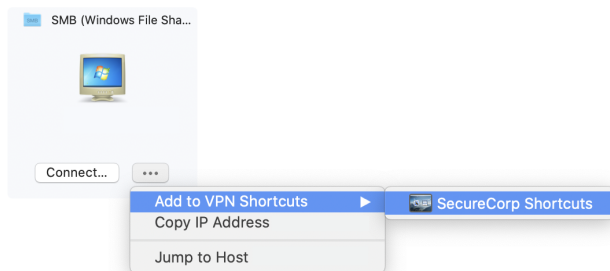 SMB (Windows File Sha...
Connect...
Add to VPN Shortcuts
SecureCorp Shortcuts
Copy IP Address
Jump to Host